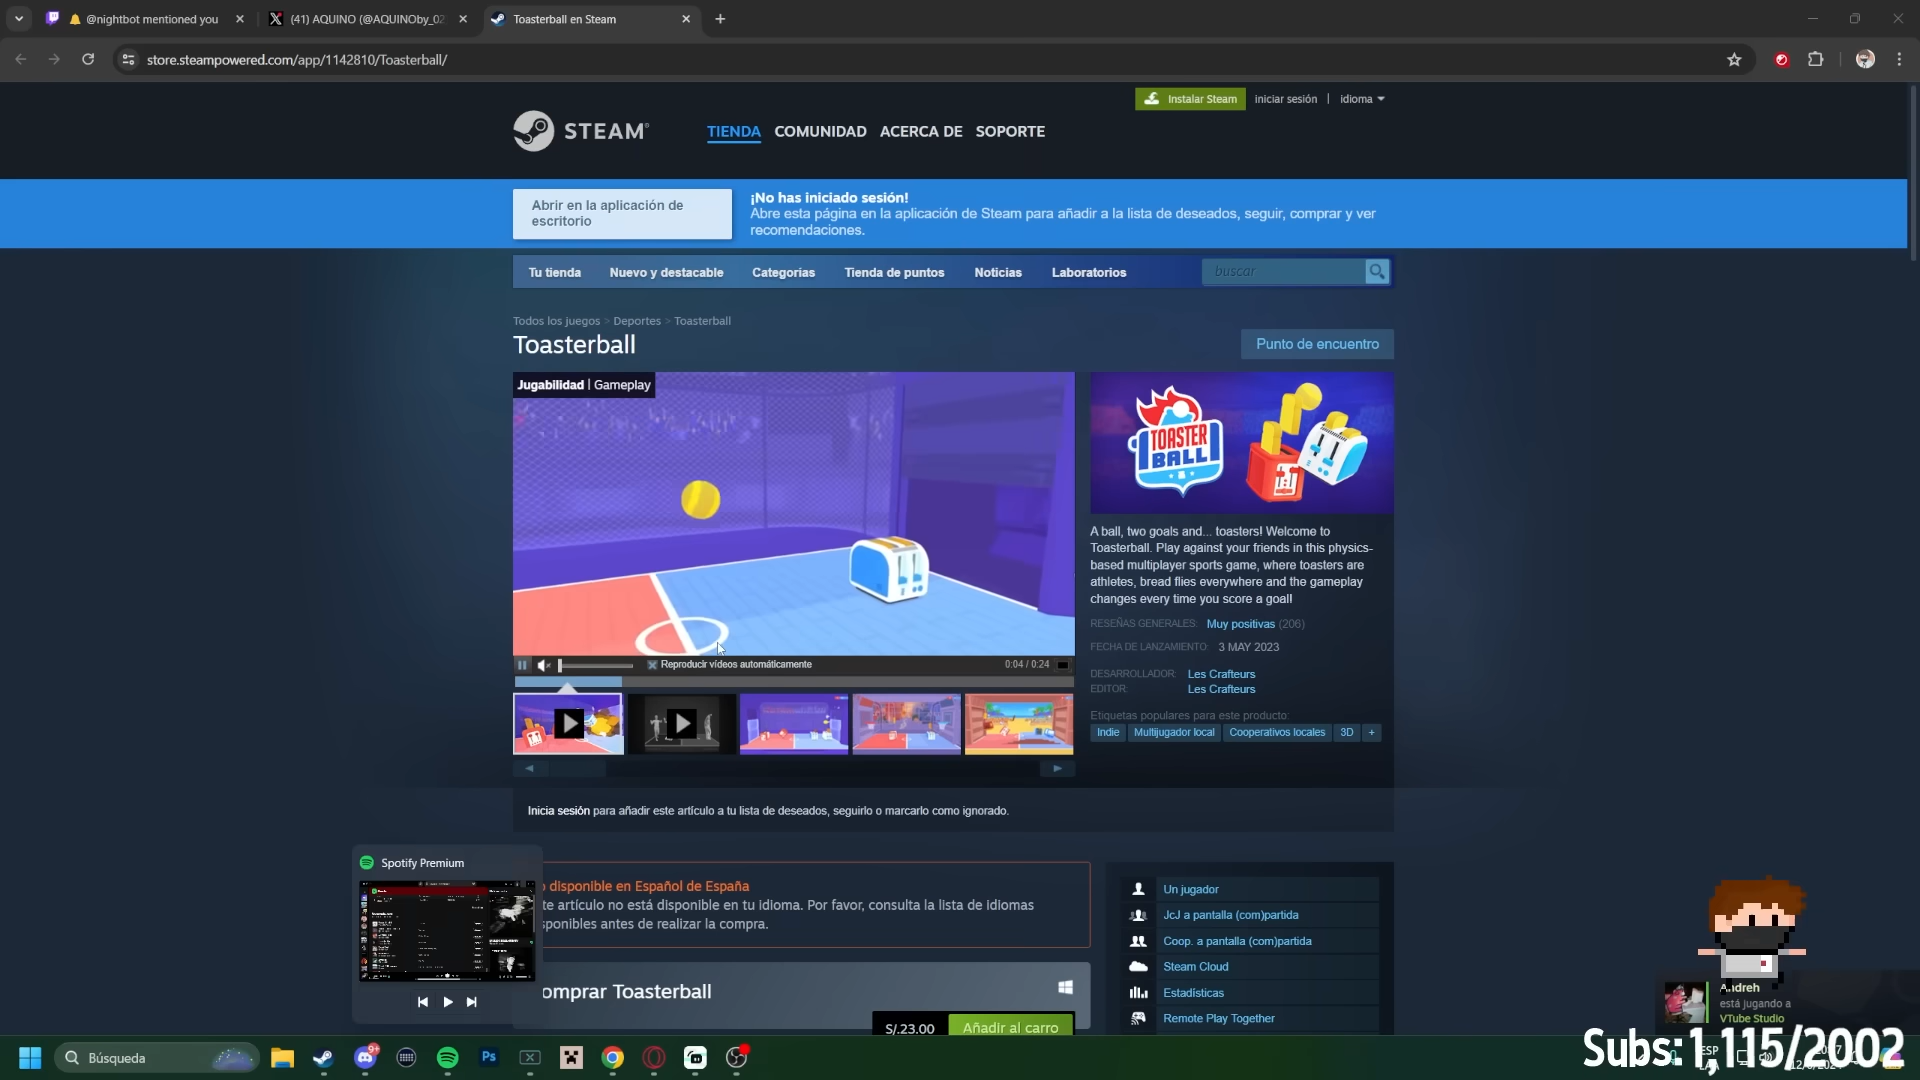 @nightbot mentioned you
(41) AQUINO (@AQUINOby_02
Toasterball en Steam
store.steampowered.com/app/1142810/Toasterball/
Instalar Steam
iniciar sesión | idioma
STEAM®
TIENDA COMUNIDAD ACERCA DE SOPORTE
Abrir en la aplicación de
escritorio
¡No has iniciado sesión!
Abre esta página en la aplicación de Steam para añadir a la lista de deseados, seguir, comprar y ver
recomendaciones.
Tu tienda Nuevo y destacable Categorías Tienda de puntos Noticias Laboratorios
buscar
Todos los juegos > Deportes > Toasterball
Toasterball
Punto de encuentro
Jugabilidad | Gameplay
TOASTER
BALL
A ball, two goals and... toasters! Welcome to
Toasterball. Play against your friends in this physics-
based multiplayer sports game, where toasters are
athletes, bread flies everywhere and the gameplay
changes every time you score a goal!
RESEÑAS GENERALES: Muy positivas (206)
FECHA DE LANZAMIENTO: 3 MAY 2023
DESARROLLADOR: Les Crafteurs
EDITOR: Les Crafteurs
Etiquetas populares para este producto:
Indie Multijugador local Cooperativos locales 3D +
Reproducir vídeos automáticamente
0:04 / 0:24
Inicia sesión para añadir este artículo a tu lista de deseados, seguirlo o marcarlo como ignorado.
Spotify Premium
disponible en Español de España
te artículo no está disponible en tu idioma. Por favor, consulta la lista de idiomas
sponibles antes de realizar la compra.
omprar Toasterball
S/.23.00
Añadir al carro
Un jugador
JcJ a pantalla (com)partida
Coop. a pantalla (com)partida
Steam Cloud
Estadísticas
Remote Play Together
Andreh
está jugando a
VTube Studio
Búsqueda
9+
Ps
ESP
Subs:1,115/2002